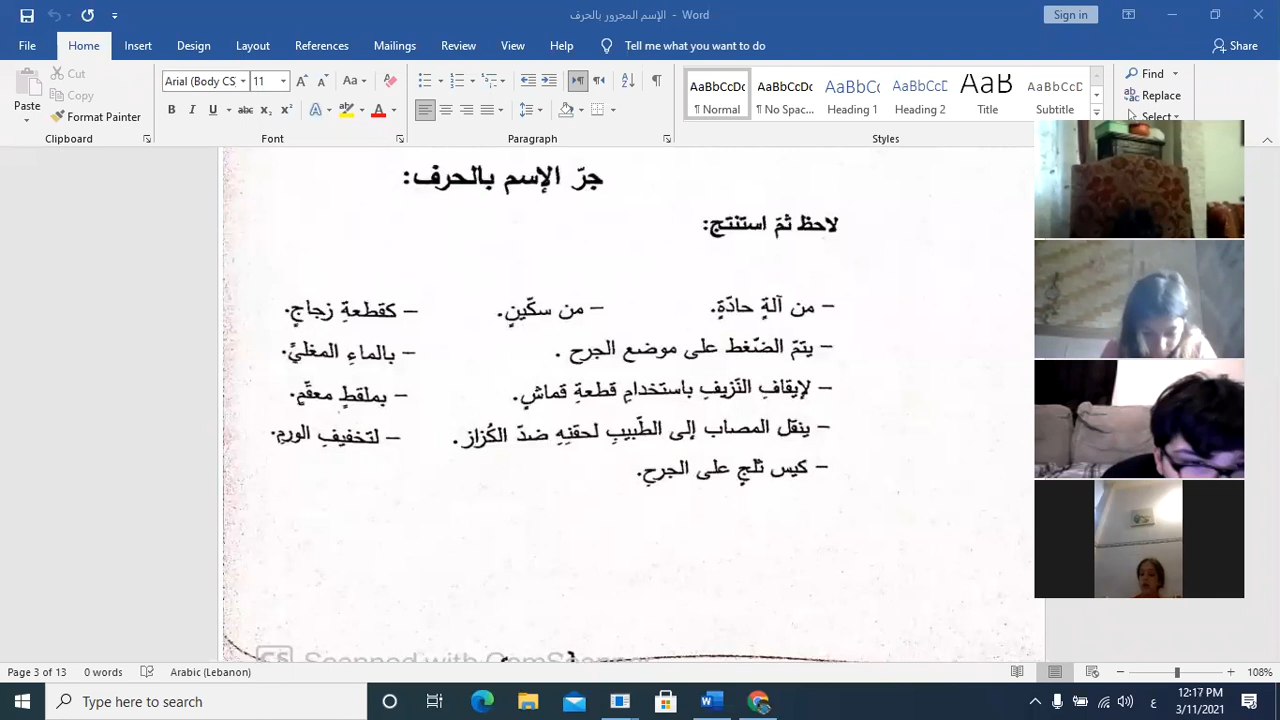 الإسم المجرور بالحرف - Word
Sign in
File Home Insert Design Layout References Mailings Review View Help Tell me what you want to do Share
Paste
Cut
Copy
Format Painter
Clipboard
Arial (Body CS 11
Font
Paragraph
AaBbCcDc AaBbCcDc AaBbCc AaBbCcD AaB AaBbCcD
¶ Normal ¶ No Spac... Heading 1 Heading 2 Title Subtitle
Styles
Find
Replace
Select
جرّ الإسم بالحرف:
لاحظ ثمّ استنتج:
– من آلةٍ حادّةٍ. – من سكّينٍ. – كقطعةِ زجاجٍ.
– يتمّ الضّغط على موضع الجرح . – بالماءِ المغليِّ.
– لإيقافِ النّزيفِ باستخدامِ قطعةِ قماشٍ. – بملقطٍ معقّمٍ.
– ينقل المصاب إلى الطّبيبِ لحقنِهِ ضدّ الكُزاز. – لتخفيفِ الورمِ.
– كيس ثلجٍ على الجرحِ.
Page 3 of 13 0 words Arabic (Lebanon) 108%
Type here to search
12:17 PM
3/11/2021